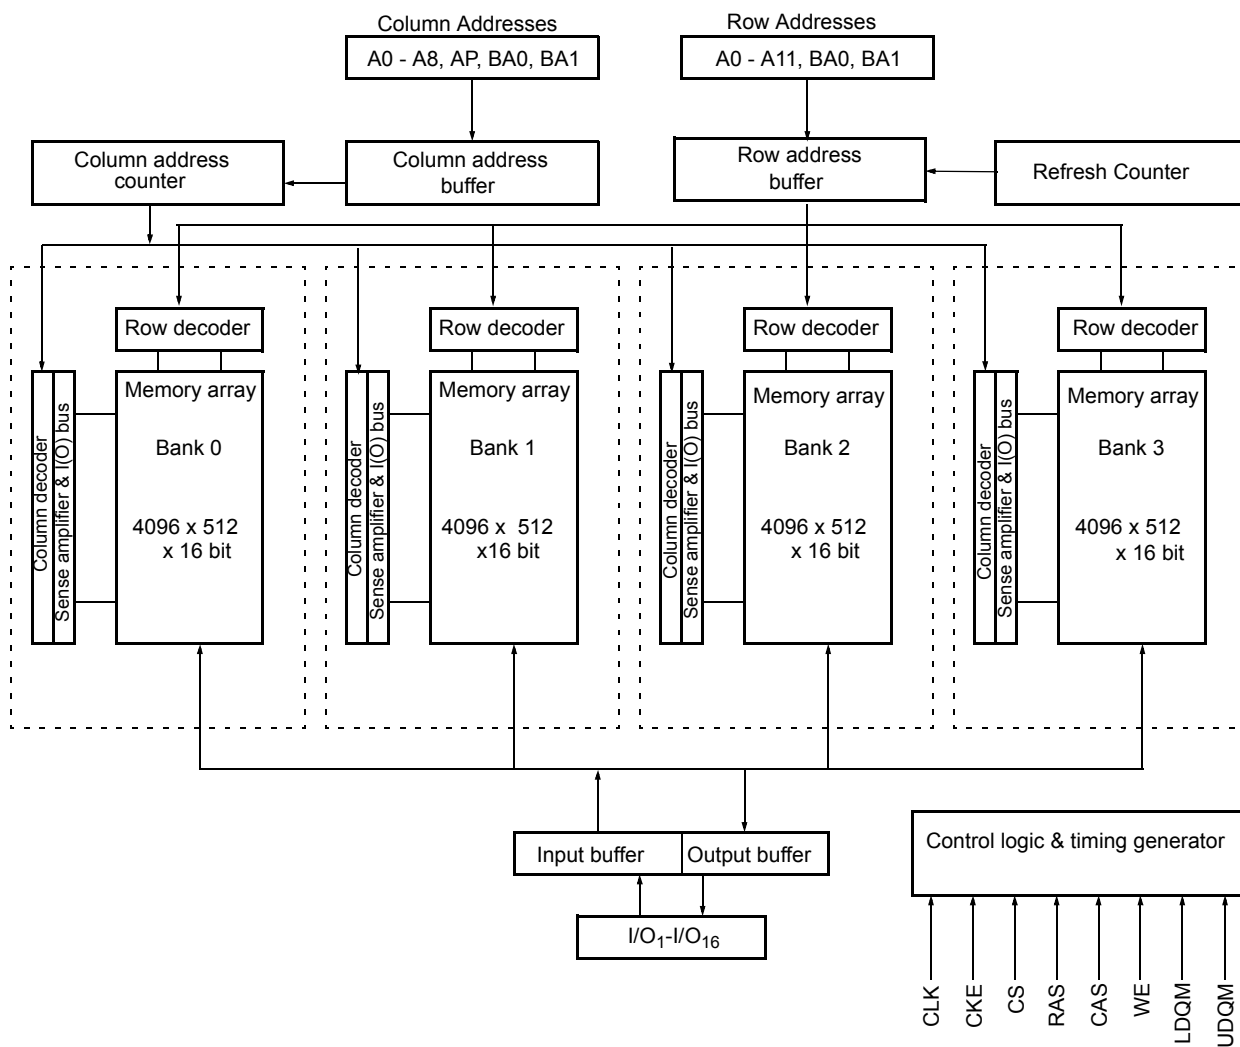 Column Addresses
Row Addresses
A0 - A8, AP, BA0, BA1
A0 - A11, BA0, BA1
Column address
counter
Column address
buffer
Row address
buffer
Refresh Counter
Row decoder
Row decoder
Row decoder
Row decoder
Column decoder
Sense amplifier & I(O) bus
Memory array
Bank 0
4096 x 512
x 16 bit
Column decoder
Sense amplifier & I(O) bus
Memory array
Bank 1
4096 x  512
x16 bit
Column decoder
Sense amplifier & I(O) bus
Memory array
Bank 2
4096 x 512
x 16 bit
Column decoder
Sense amplifier & I(O) bus
Memory array
Bank 3
4096 x 512
x 16 bit
Input buffer
Output buffer
I/O1-I/O16
Control logic & timing generator
CLK
CKE
CS
RAS
CAS
WE
LDQM
UDQM